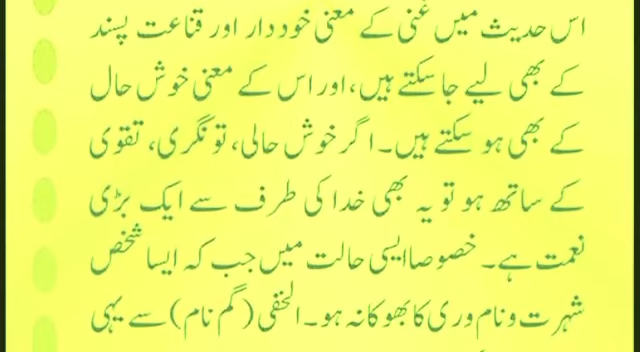 اس حدیث میں غنی کے معنی خود دار اور قناعت پسند
کے بھی لیے جاسکتے ہیں، اور اس کے معنی خوش حال
کے بھی ہو سکتے ہیں۔ اگر خوش حالی، تونگری، تقویٰ
کے ساتھ ہو تو یہ بھی خدا کی طرف سے ایک بڑی
نعمت ہے۔ خصوصاً ایسی حالت میں جب کہ ایسا شخص
شہرت و نام وری کا بھوکا نہ ہو۔ الخفی (گم نام) سے یہی